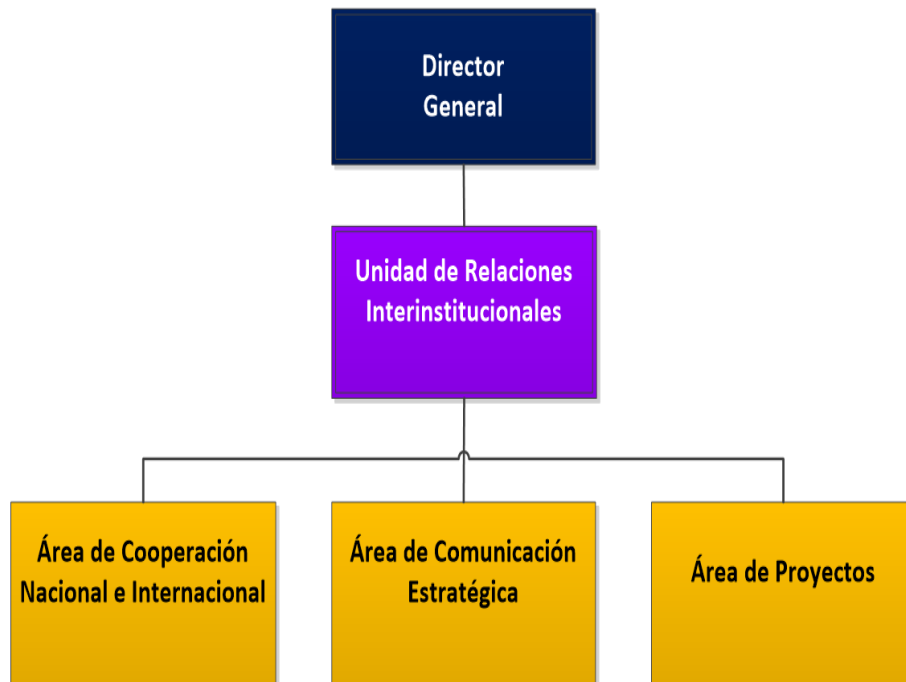 Director
General
Unidad de Relaciones
Interinstitucionales
Área de Cooperación
Nacional e Internacional
Área de Comunicación
Estratégica
Área de Proyectos